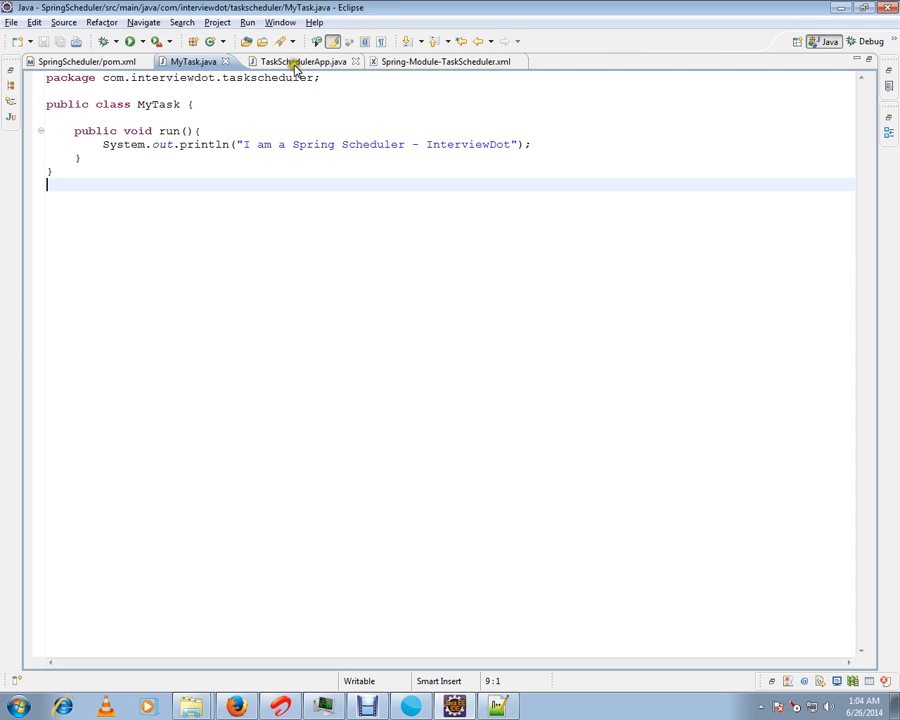 Java - SpringScheduler/src/main/java/com/interviewdot/taskscheduler/MyTask.java - Eclipse
File Edit Source Refactor Navigate Search Project Run Window Help
Java Debug
SpringScheduler/pom.xml MyTask.java TaskSchedulerApp.java Spring-Module-TaskScheduler.xml
package com.interviewdot.taskscheduler;
public class MyTask {
public void run(){
System.out.println("I am a Spring Scheduler - InterviewDot");
}
}
Writable Smart Insert 9:1
1:04 AM
6/26/2014